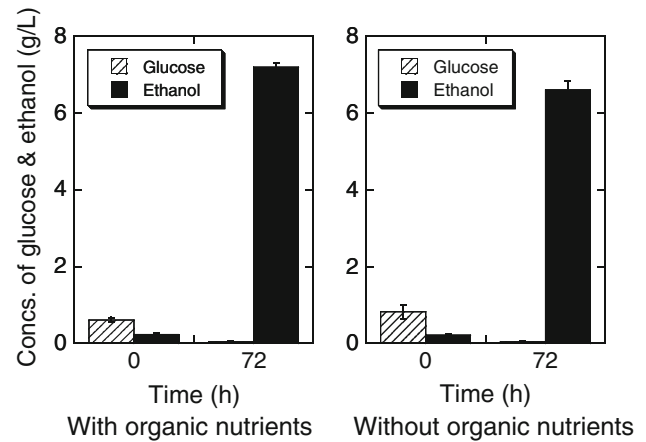 Concs. of glucose & ethanol (g/L)
8
6
4
2
0
Glucose
Ethanol
0
72
Time (h)
With organic nutrients
8
6
4
2
0
Glucose
Ethanol
0
72
Time (h)
Without organic nutrients